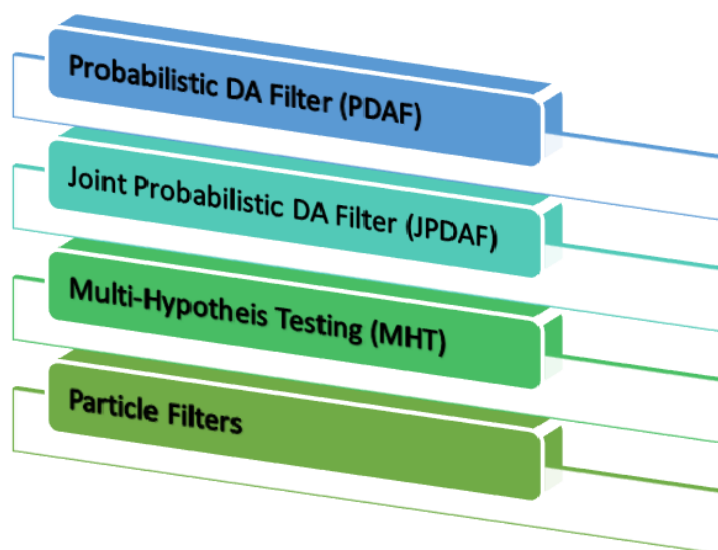 Probabilistic DA Filter (PDAF)
Joint Probabilistic DA Filter (JPDAF)
Multi-Hypotheis Testing (MHT)
Particle Filters